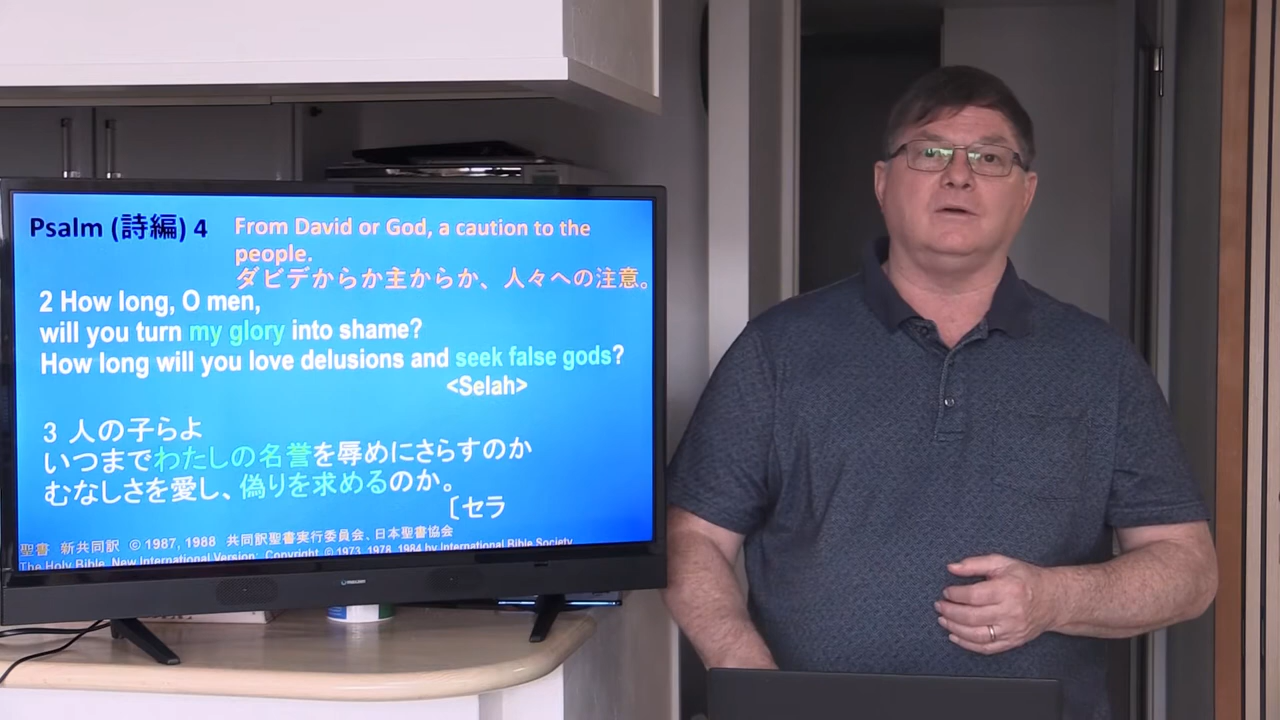 Psalm (詩編) 4
From David or God, a caution to the
people.
ダビデからか主からか、人々への注意。
2 How long, O men,
will you turn my glory into shame?
How long will you love delusions and seek false gods?
<Selah>
3 人の子らよ
いつまでわたしの名誉を辱めにさらすのか
むなしさを愛し、偽りを求めるのか。
〔セラ
聖書 新共同訳 ©1987, 1988 共同訳聖書実行委員会、日本聖書協会
The Holy Bible, New International Version; Copyright © 1973, 1978, 1984 by International Bible Society